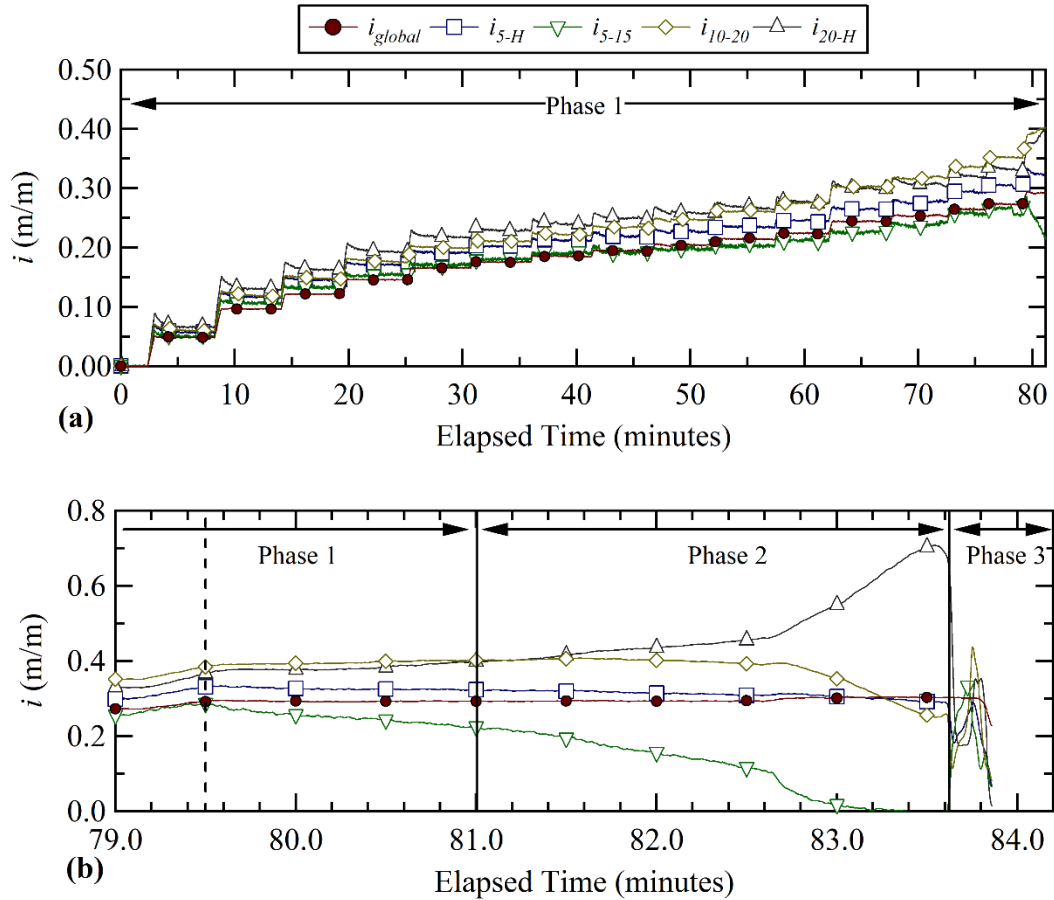 i_global i_5-H i_5-15 i_10-20 i_20-H
0.50
0.40
0.30
0.20
0.10
0.00
i (m/m)
Phase 1
0 10 20 30 40 50 60 70 80
(a)
Elapsed Time (minutes)
0.8
0.6
0.4
0.2
0.0
i (m/m)
Phase 1 Phase 2 Phase 3
79.0 80.0 81.0 82.0 83.0 84.0
(b)
Elapsed Time (minutes)